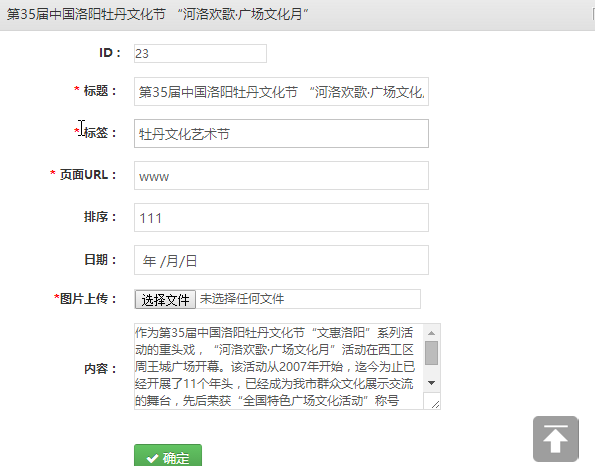 第35届中国洛阳牡丹文化节 “河洛欢歌·广场文化月”
ID： 23
* 标题： 第35届中国洛阳牡丹文化节 “河洛欢歌·广场文化
* 标签： 牡丹文化艺术节
* 页面URL： www
排序： 111
日期： 年 /月/日
*图片上传： 选择文件 未选择任何文件
内容： 作为第35届中国洛阳牡丹文化节“文惠洛阳”系列活
动的重头戏，“河洛欢歌·广场文化月”活动在西工区
周王城广场开幕。该活动从2007年开始，迄今为止已
经开展了11个年头，已经成为我市群众文化展示交流
的舞台，先后荣获“全国特色广场文化活动”称号
确定